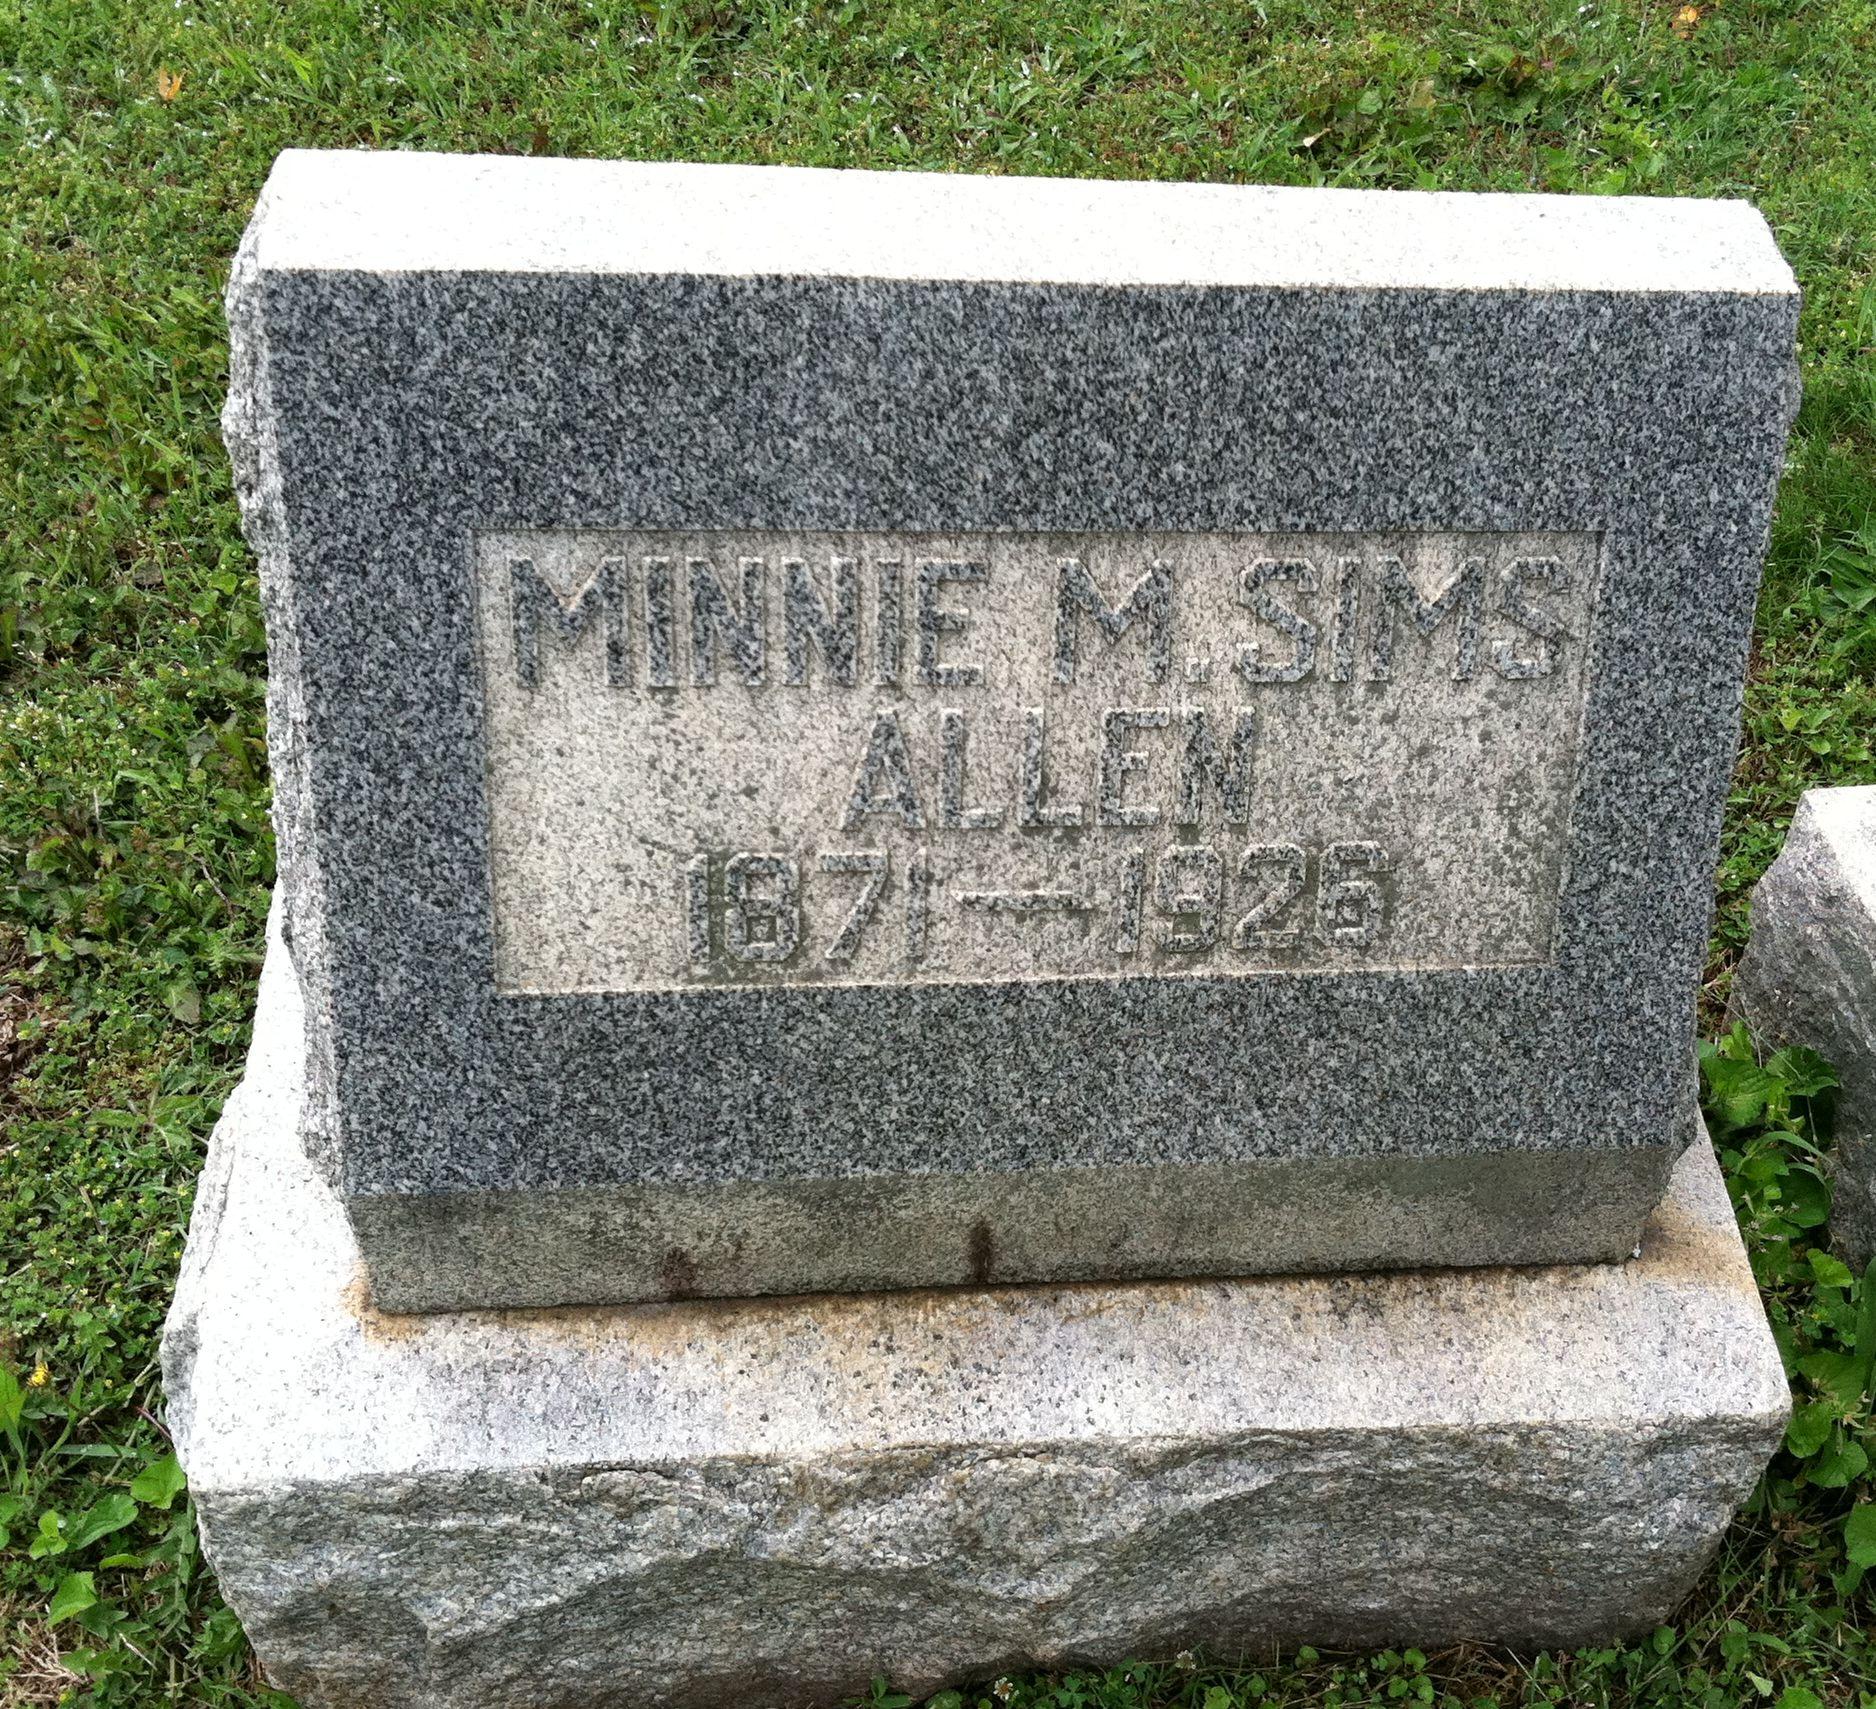 MINNIE M. SIMS
ALLEN
1871—1926